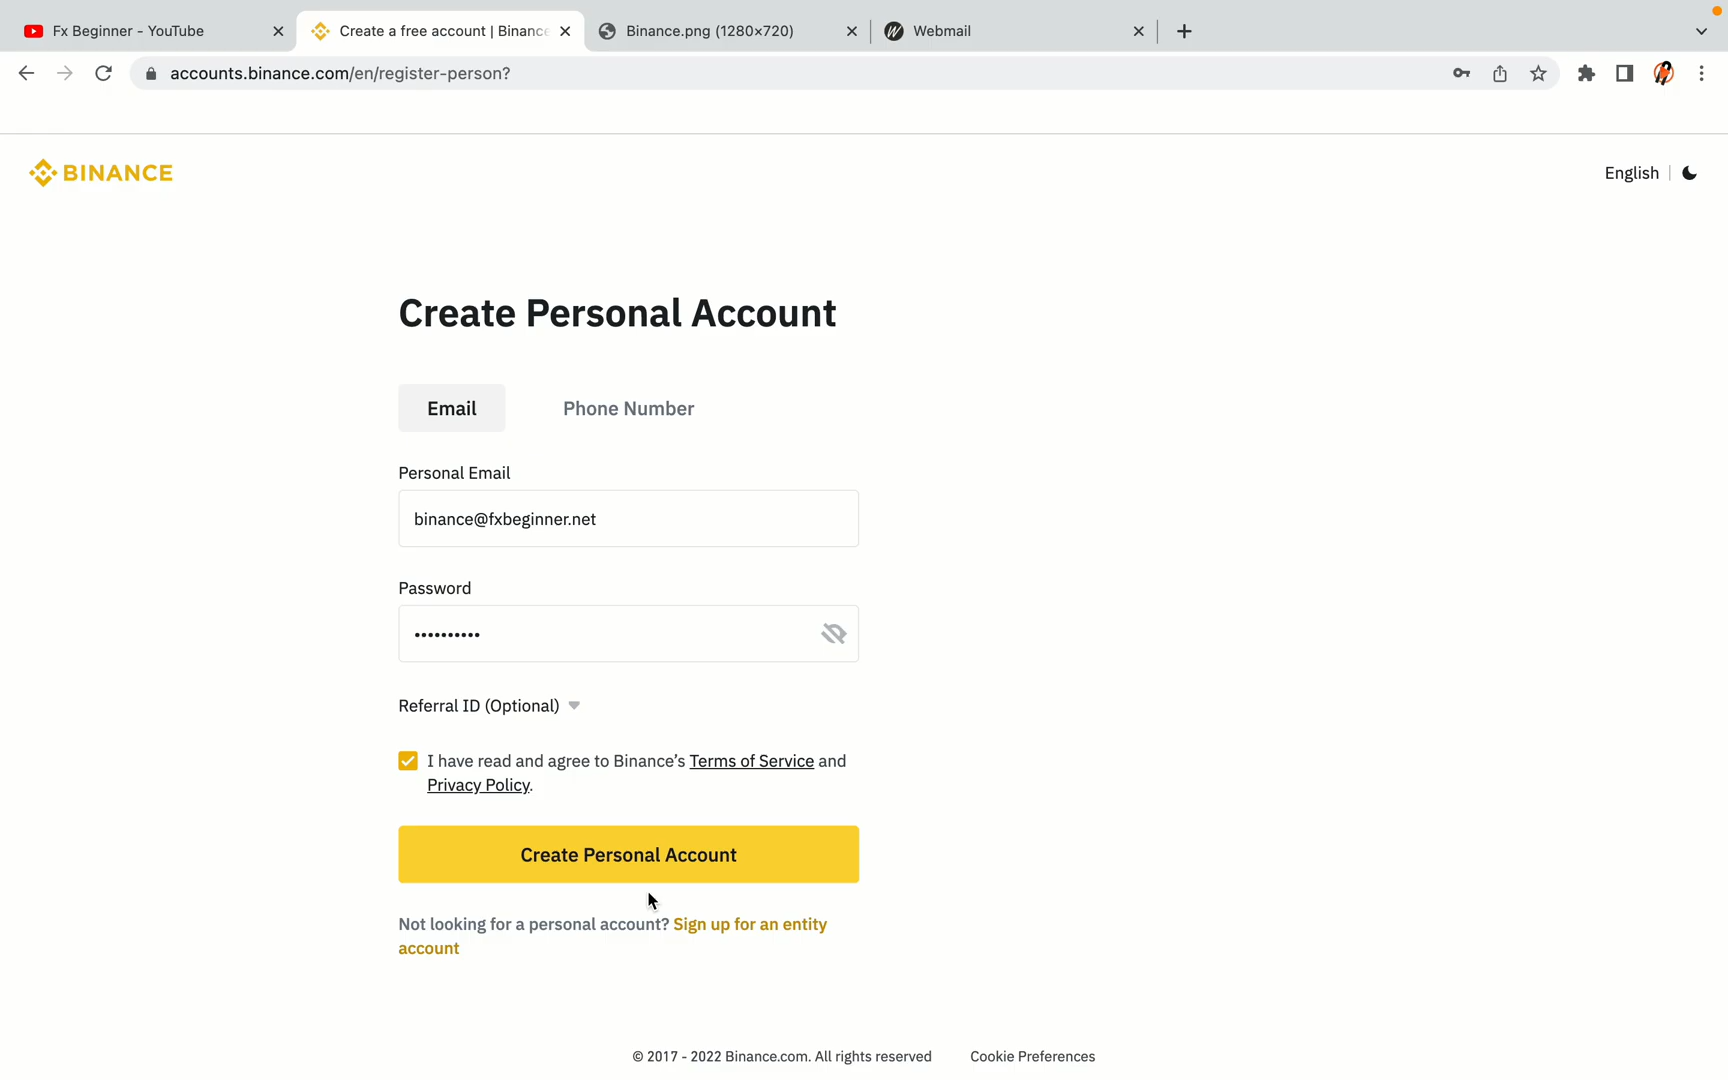 Fx Beginner - YouTube
Create a free account | Binance
Binance.png (1280×720)
Webmail
accounts.binance.com/en/register-person?
BINANCE
English
Create Personal Account
Email
Phone Number
Personal Email
binance@fxbeginner.net
Password
••••••••••
Referral ID (Optional)
I have read and agree to Binance’s Terms of Service and
Privacy Policy.
Create Personal Account
Not looking for a personal account? Sign up for an entity
account
© 2017 - 2022 Binance.com. All rights reserved
Cookie Preferences